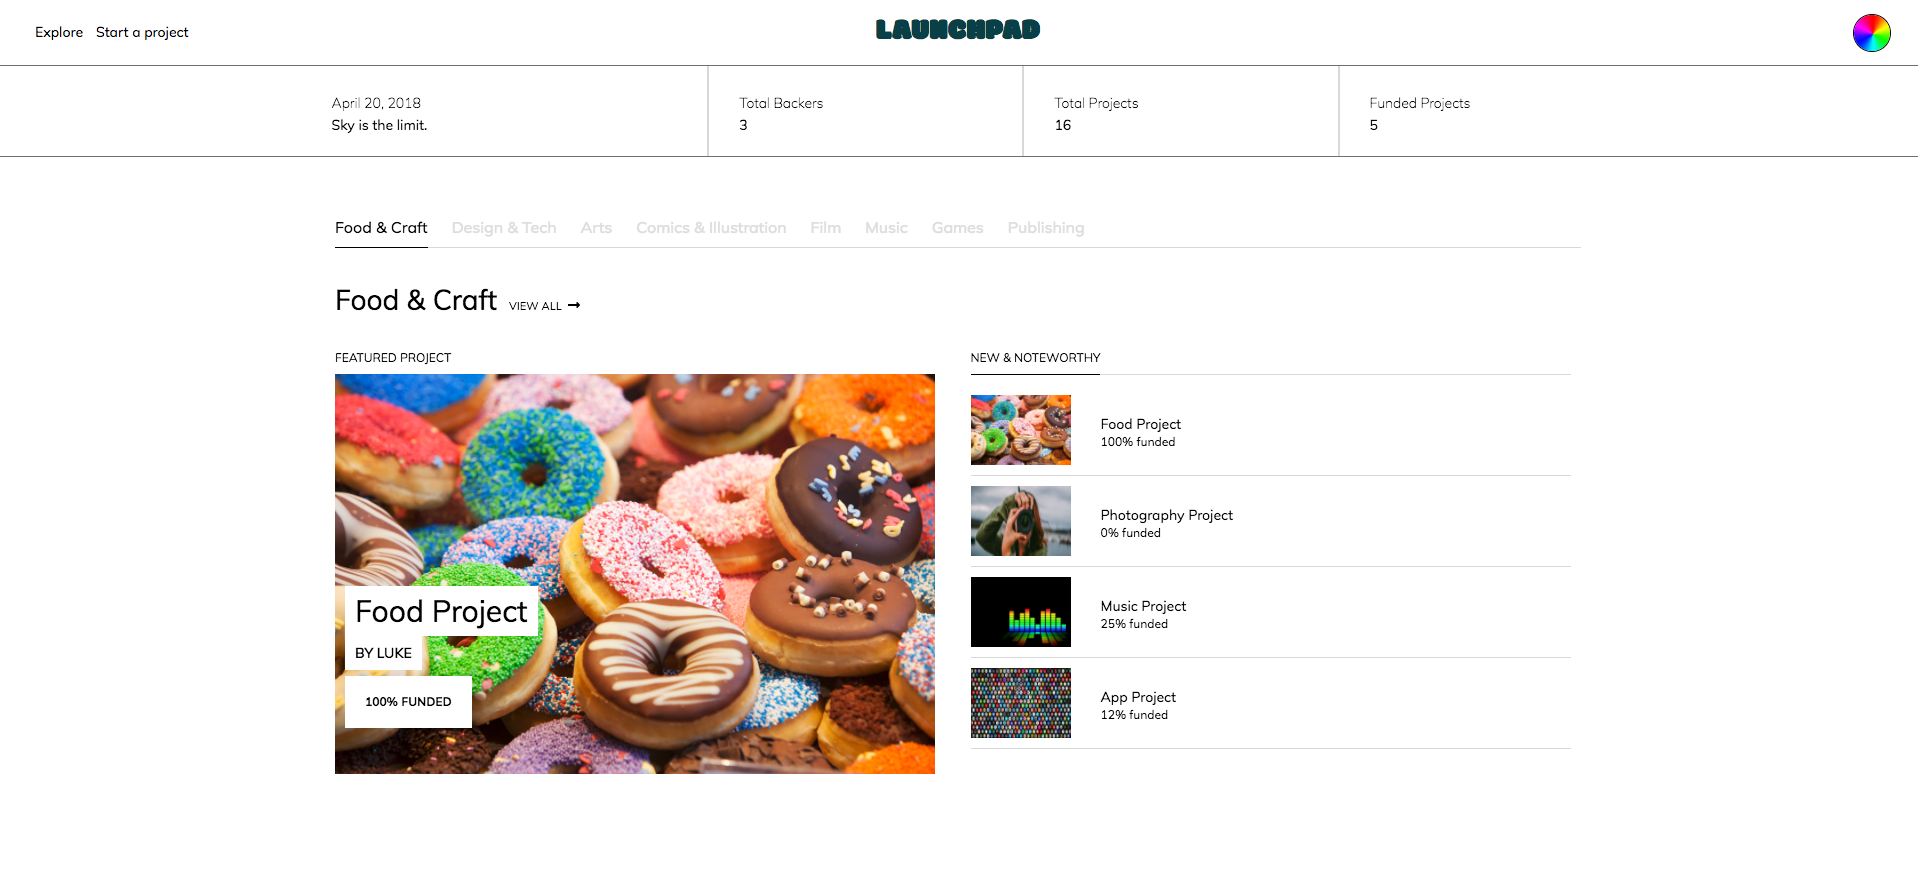 Explore Start a project
LAUNCHPAD
April 20, 2018
Sky is the limit.
Total Backers
3
Total Projects
16
Funded Projects
5
Food & Craft Design & Tech Arts Comics & Illustration Film Music Games Publishing
Food & Craft VIEW ALL →
FEATURED PROJECT
Food Project
BY LUKE
100% FUNDED
NEW & NOTEWORTHY
Food Project
100% funded
Photography Project
0% funded
Music Project
25% funded
App Project
12% funded